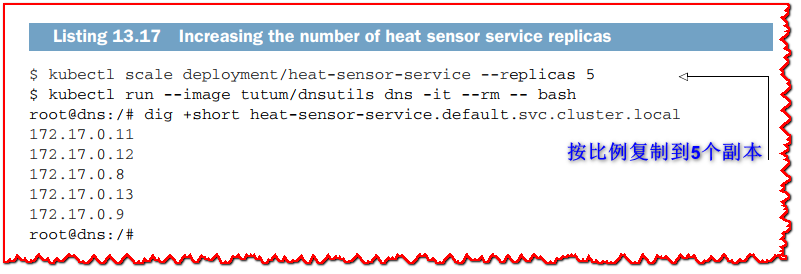 Listing 13.17 Increasing the number of heat sensor service replicas
$ kubectl scale deployment/heat-sensor-service --replicas 5
$ kubectl run --image tutum/dnsutils dns -it --rm -- bash
root@dns:/# dig +short heat-sensor-service.default.svc.cluster.local
172.17.0.11
172.17.0.12
按比例复制到5个副本
172.17.0.8
172.17.0.13
172.17.0.9
root@dns:/#